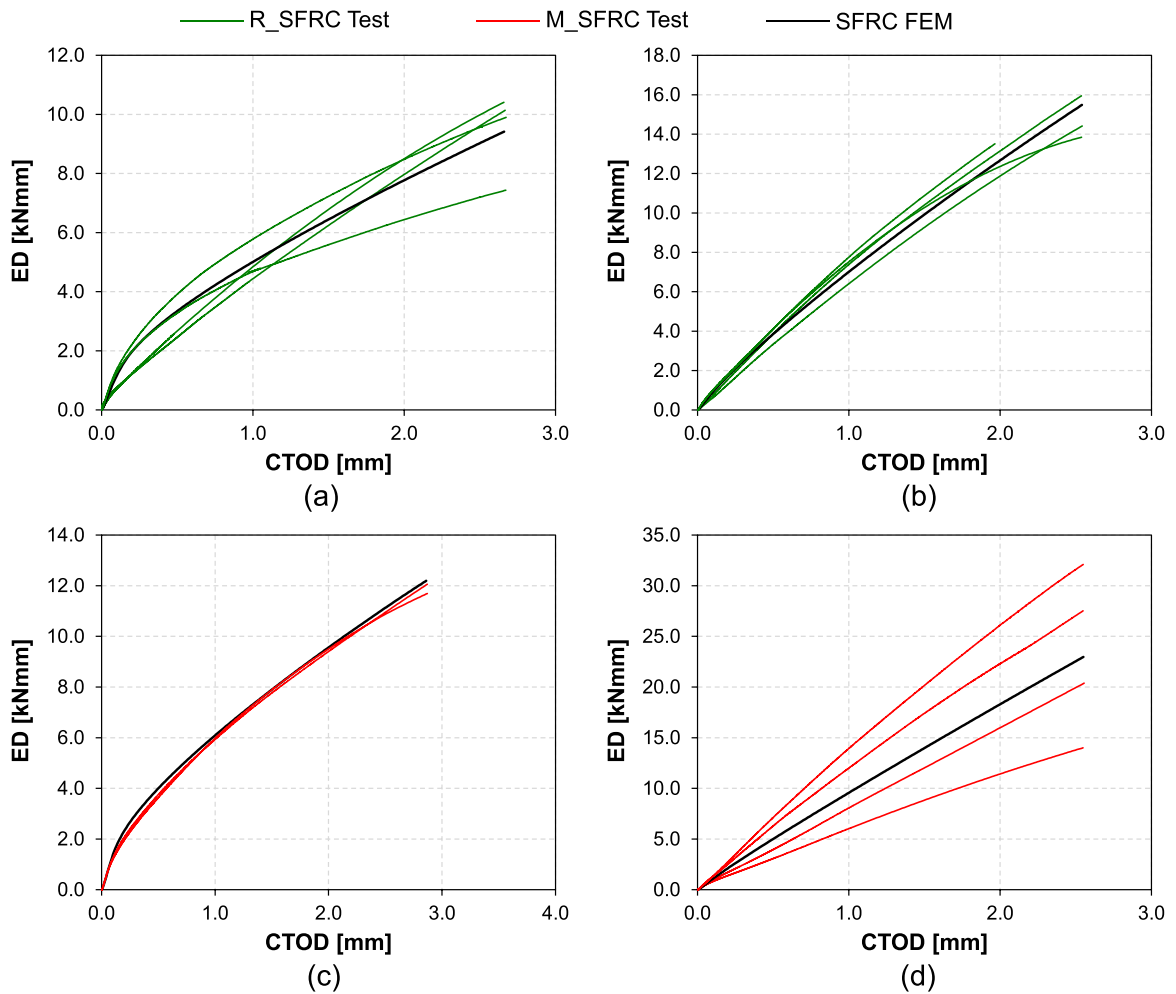 R_SFRC Test M_SFRC Test SFRC FEM
12.0
10.0
8.0
6.0
4.0
2.0
0.0
ED [kNmm]
0.0 1.0 2.0 3.0
CTOD [mm]
(a)
18.0
16.0
14.0
12.0
10.0
8.0
6.0
4.0
2.0
0.0
ED [kNmm]
0.0 1.0 2.0 3.0
CTOD [mm]
(b)
14.0
12.0
10.0
8.0
6.0
4.0
2.0
0.0
ED [kNmm]
0.0 1.0 2.0 3.0 4.0
CTOD [mm]
(c)
35.0
30.0
25.0
20.0
15.0
10.0
5.0
0.0
ED [kNmm]
0.0 1.0 2.0 3.0
CTOD [mm]
(d)